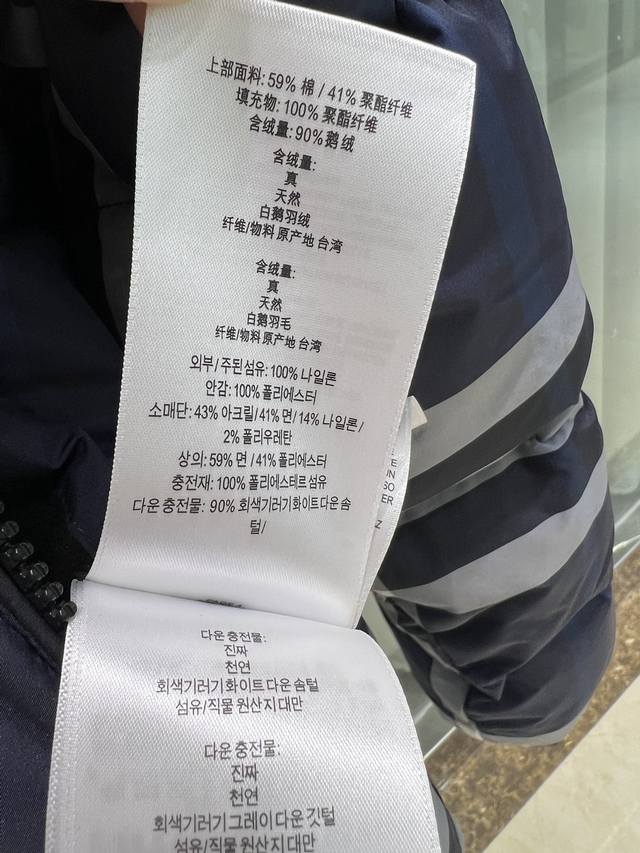 上部面料: 59% 棉 / 41% 聚酯纤维
填充物: 100% 聚酯纤维
含绒量: 90% 鹅 绒
含绒量:
真
天然
白鹅羽绒
纤维/物料 原产地 台湾
含绒量:
真
天然
白鹅羽毛
纤维/物料 原产地 台湾
외부/주된섬유: 100% 나일론
안감: 100% 폴리에스터
소매단: 43% 아크릴/41% 면/14% 나일론/
2% 폴리우레탄
상의: 59% 면/41% 폴리에스터
충전재: 100% 폴리에스테르 섬유
다운 충전물: 90% 회색기러기화이트다운 솜
털/
E
ON
SO
ER
Z
다운 충전물:
진짜
천연
회색기러기 화이트 다운 솜털
섬유/직물 원산지 대만
다운 충전물:
진짜
천연
회색기러기 그레이 다운 깃털
섬유/직물 원산지 대만